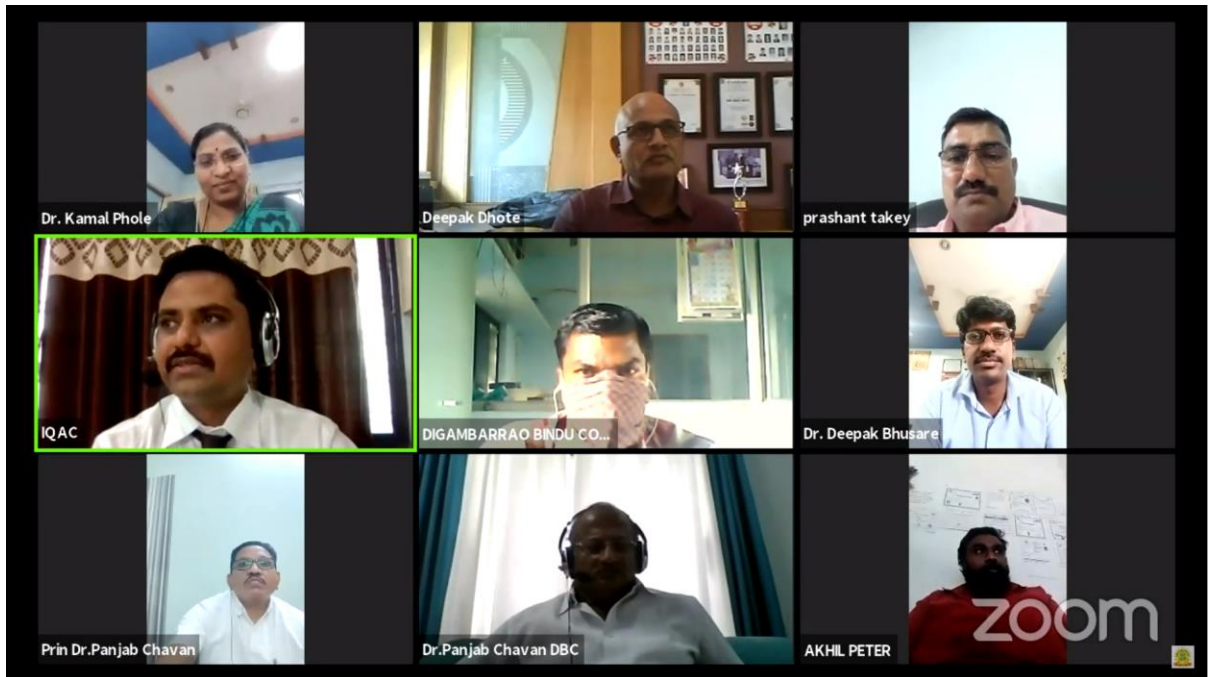 Dr. Kamal Phole
Deepak Dhote
prashant takey
IQAC
DIGAMBARRAO BINDU CO...
Dr. Deepak Bhusare
Prin Dr.Panjab Chavan
Dr.Panjab Chavan DBC
AKHIL PETER
zoom